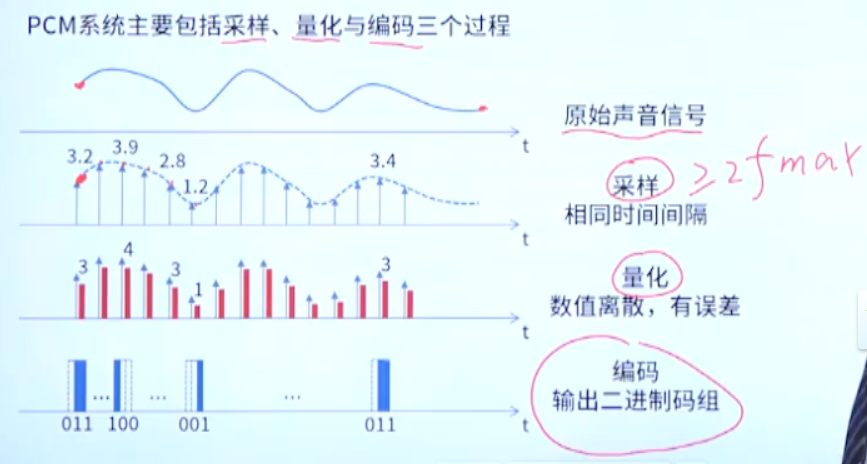 PCM系统主要包括采样、量化与编码三个过程
原始声音信号
t
3.2 3.9 2.8 1.2 3.4
采样 ≥2fmax
相同时间间隔
t
3 4 3 1 3
量化
数值离散，有误差
t
编码
... ... ...
输出二进制码组
011 100 001 011
t